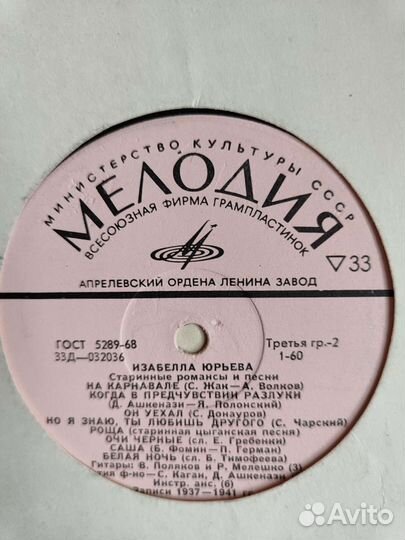 МИНИСТЕРСТВО КУЛЬТУРЫ СССР
МЕЛОДИЯ
ВСЕСОЮЗНАЯ ФИРМА ГРАМПЛАСТИНОК
▽33
АПРЕЛЕВСКИЙ ОРДЕНА ЛЕНИНА ЗАВОД
ГОСТ 5289-68
33Д—032036
Третья гр.-2
1-60
ИЗАБЕЛЛА ЮРЬЕВА
Старинные романсы и песни
НА КАРНАВАЛЕ (С. Жак—А. Волков)
КОГДА В ПРЕДЧУВСТВИИ РАЗЛУКИ
(Д. Ашкенази—Я. Полонский)
ОН УЕХАЛ (С. Донауров)
НО Я ЗНАЮ, ТЫ ЛЮБИШЬ ДРУГОГО (С. Чарский)
РОЩА (старинная цыганская песня)
ОЧИ ЧЕРНЫЕ (сл. Е. Гребенки)
САША (Б. Фомин—П. Герман)
БЕЛАЯ НОЧЬ (сл. Б. Тимофеева)
Гитары: В. Поляков и Р. Мелешко (3)
ф-но—С. Каган, Д. Ашкенази
Инстр. анс. (6)
Записи 1937—1941 гг.
Avito